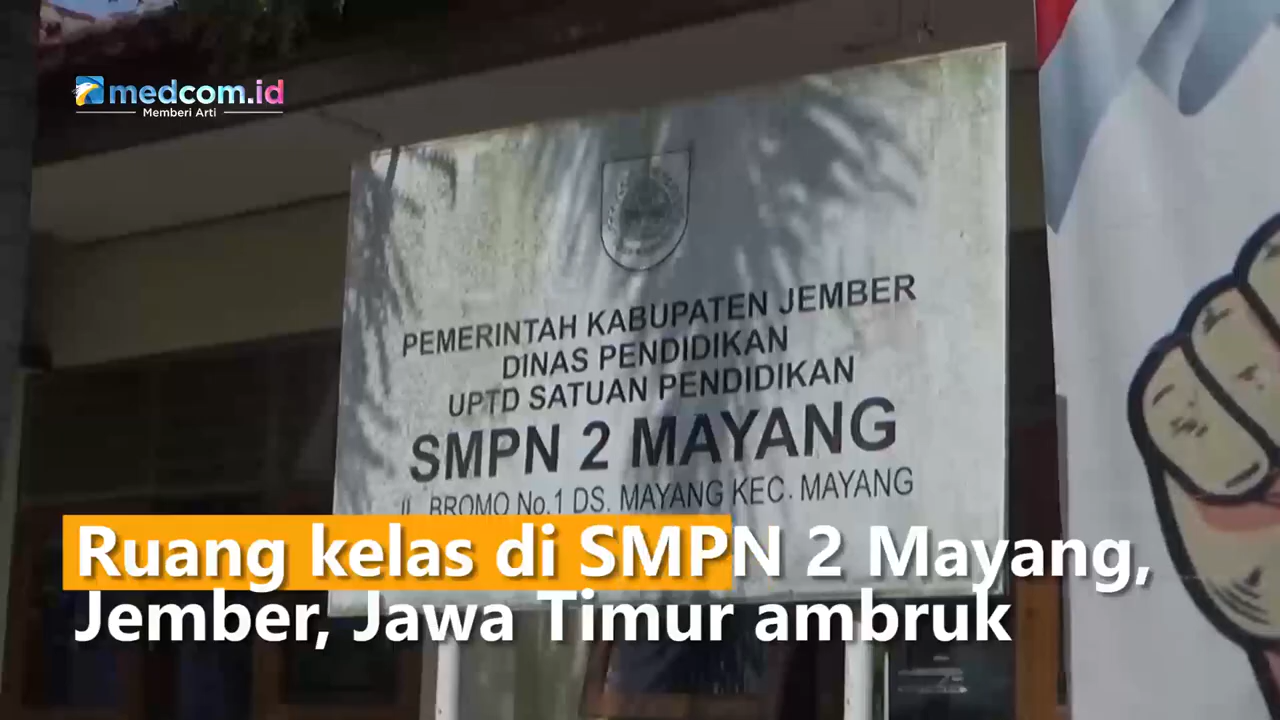 medcom.id
Memberi Arti
PEMERINTAH KABUPATEN JEMBER
DINAS PENDIDIKAN
UPTD SATUAN PENDIDIKAN
SMPN 2 MAYANG
JL. BROMO No.1 DS. MAYANG KEC. MAYANG
Ruang kelas di SMPN 2 Mayang,
Jember, Jawa Timur ambruk